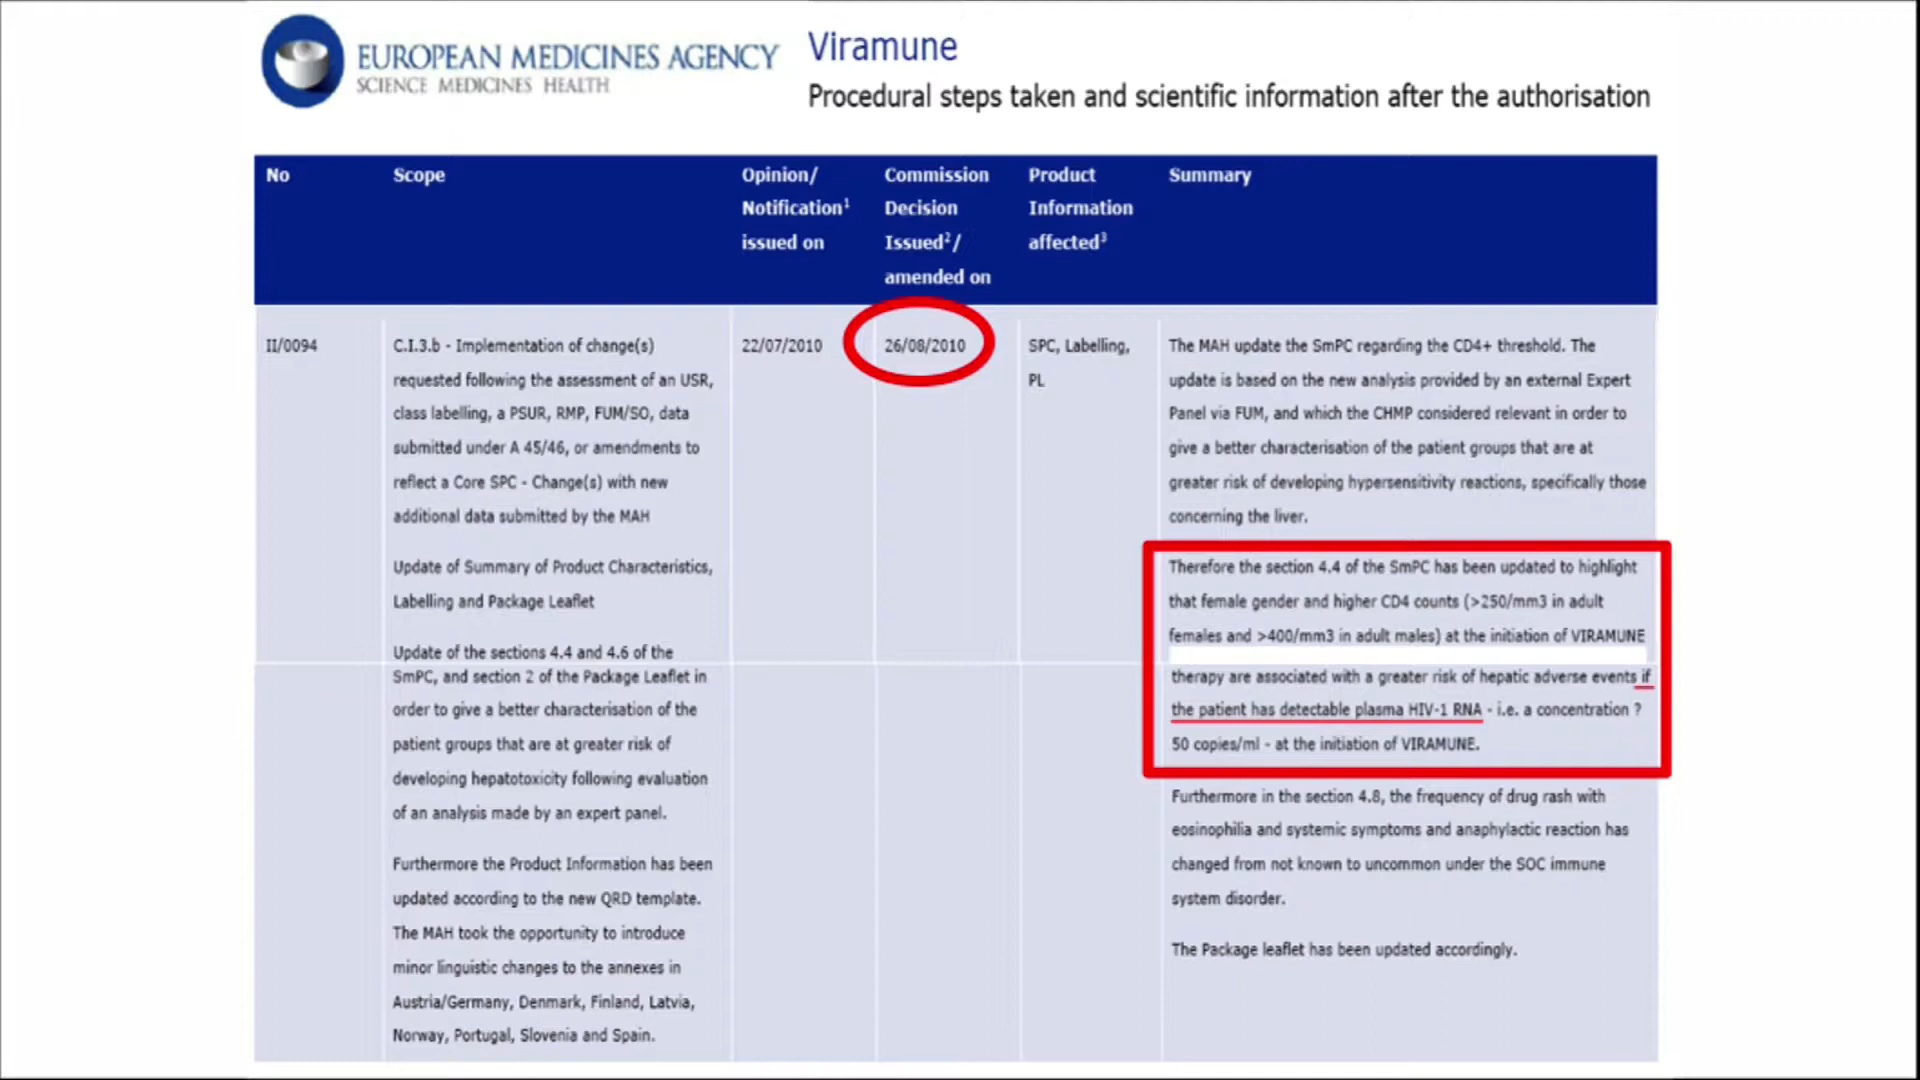 EUROPEAN MEDICINES AGENCY
SCIENCE MEDICINES HEALTH
Viramune
Procedural steps taken and scientific information after the authorisation
No
Scope
Opinion/
Notification¹
issued on
Commission
Decision
Issued²/
amended on
Product
Information
affected³
Summary
II/0094
C.I.3.b - Implementation of change(s)
requested following the assessment of an USR,
class labelling, a PSUR, RMP, FUM/SO, data
submitted under A 45/46, or amendments to
reflect a Core SPC - Change(s) with new
additional data submitted by the MAH
Update of Summary of Product Characteristics,
Labelling and Package Leaflet
Update of the sections 4.4 and 4.6 of the
SmPC, and section 2 of the Package Leaflet in
order to give a better characterisation of the
patient groups that are at greater risk of
developing hepatotoxicity following evaluation
of an analysis made by an expert panel.
Furthermore the Product Information has been
updated according to the new QRD template.
The MAH took the opportunity to introduce
minor linguistic changes to the annexes in
Austria/Germany, Denmark, Finland, Latvia,
Norway, Portugal, Slovenia and Spain.
22/07/2010
26/08/2010
SPC, Labelling,
PL
The MAH update the SmPC regarding the CD4+ threshold. The
update is based on the new analysis provided by an external Expert
Panel via FUM, and which the CHMP considered relevant in order to
give a better characterisation of the patient groups that are at
greater risk of developing hypersensitivity reactions, specifically those
concerning the liver.
Therefore the section 4.4 of the SmPC has been updated to highlight
that female gender and higher CD4 counts (>250/mm3 in adult
females and >400/mm3 in adult males) at the initiation of VIRAMUNE
therapy are associated with a greater risk of hepatic adverse events if
the patient has detectable plasma HIV-1 RNA - i.e. a concentration ?
50 copies/ml - at the initiation of VIRAMUNE.
Furthermore in the section 4.8, the frequency of drug rash with
eosinophilia and systemic symptoms and anaphylactic reaction has
changed from not known to uncommon under the SOC immune
system disorder.
The Package leaflet has been updated accordingly.